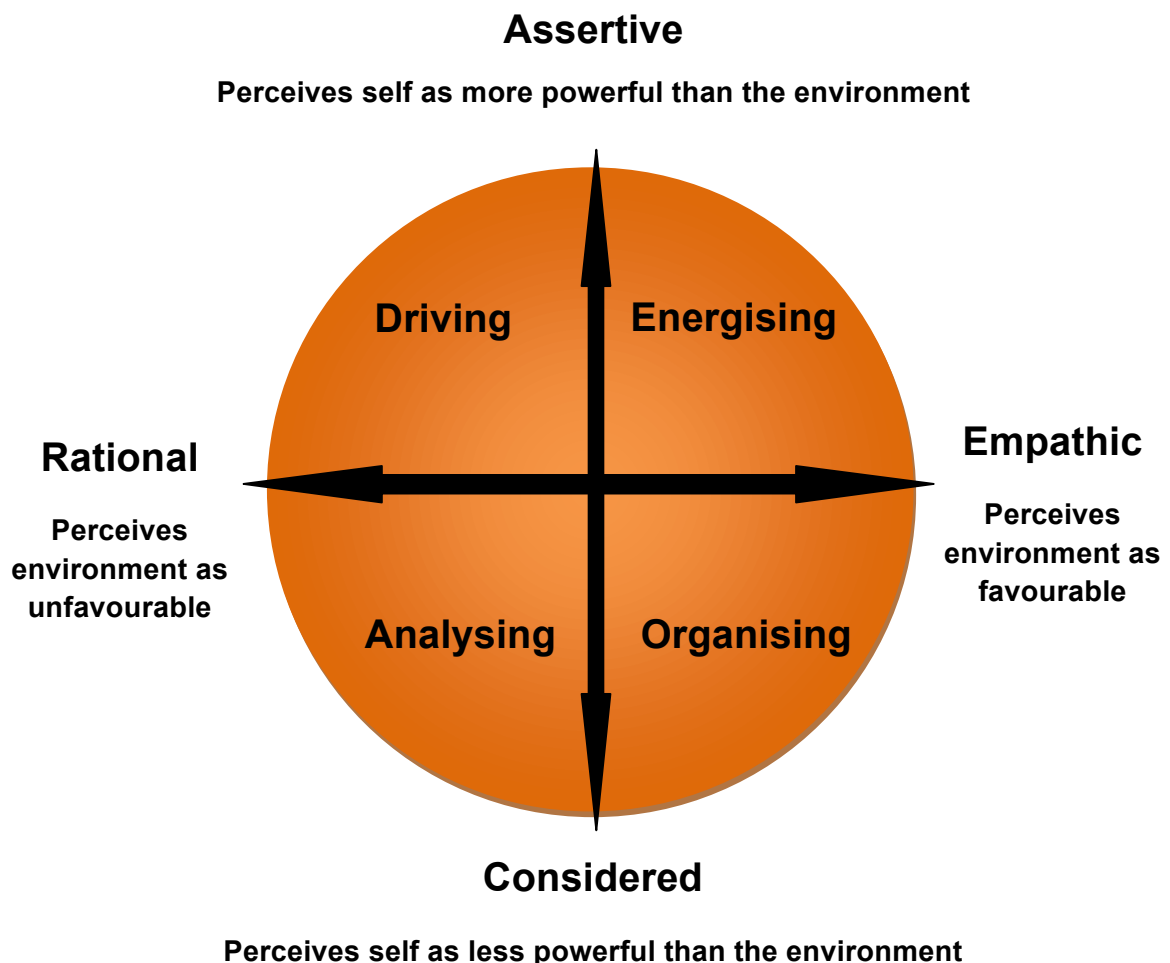 Assertive
Perceives self as more powerful than the environment
Driving
Energising
Rational
Perceives
environment as
unfavourable
Empathic
Perceives
environment as
favourable
Analysing
Organising
Considered
Perceives self as less powerful than the environment